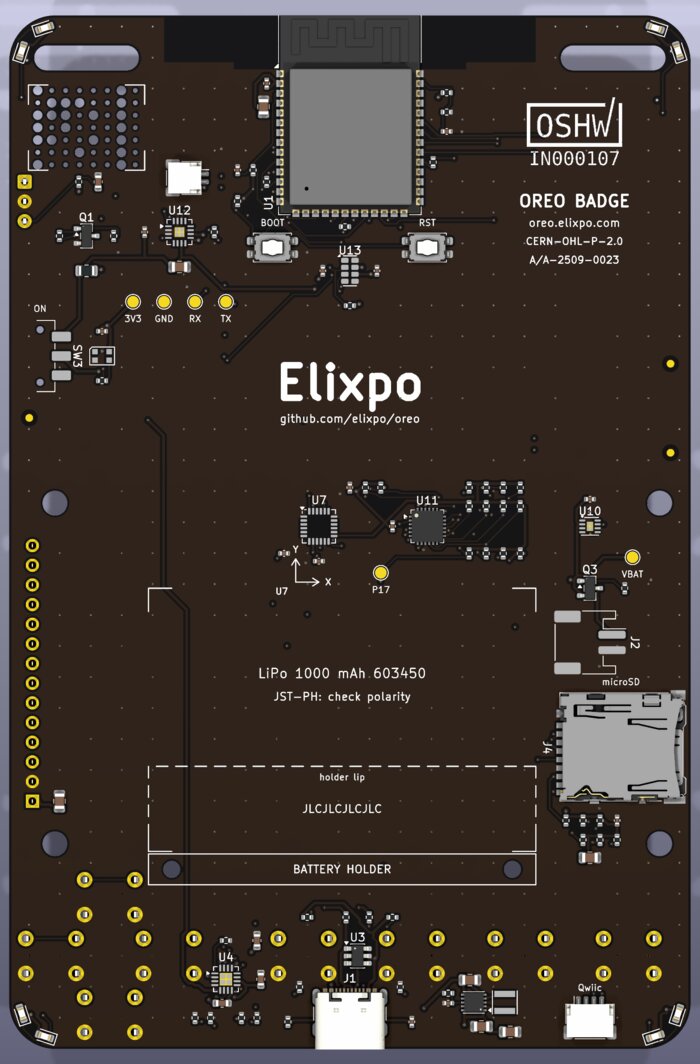 OSHW
IN000107
OREO BADGE
oreo.elixpo.com
CERN-OHL-P-2.0
A/A-2509-0023
U1
BOOT
RST
U12
Q1
U13
ON
3V3
GND
RX
TX
SW3
Elixpo
github.com/elixpo/oreo
U7
U11
U10
Y
X
U7
P17
Q3
VBAT
J2
LiPo 1000 mAh 603450
JST-PH: check polarity
microSD
J4
holder lip
JLCJLCJLCJLC
BATTERY HOLDER
U3
U4
J1
Qwiic